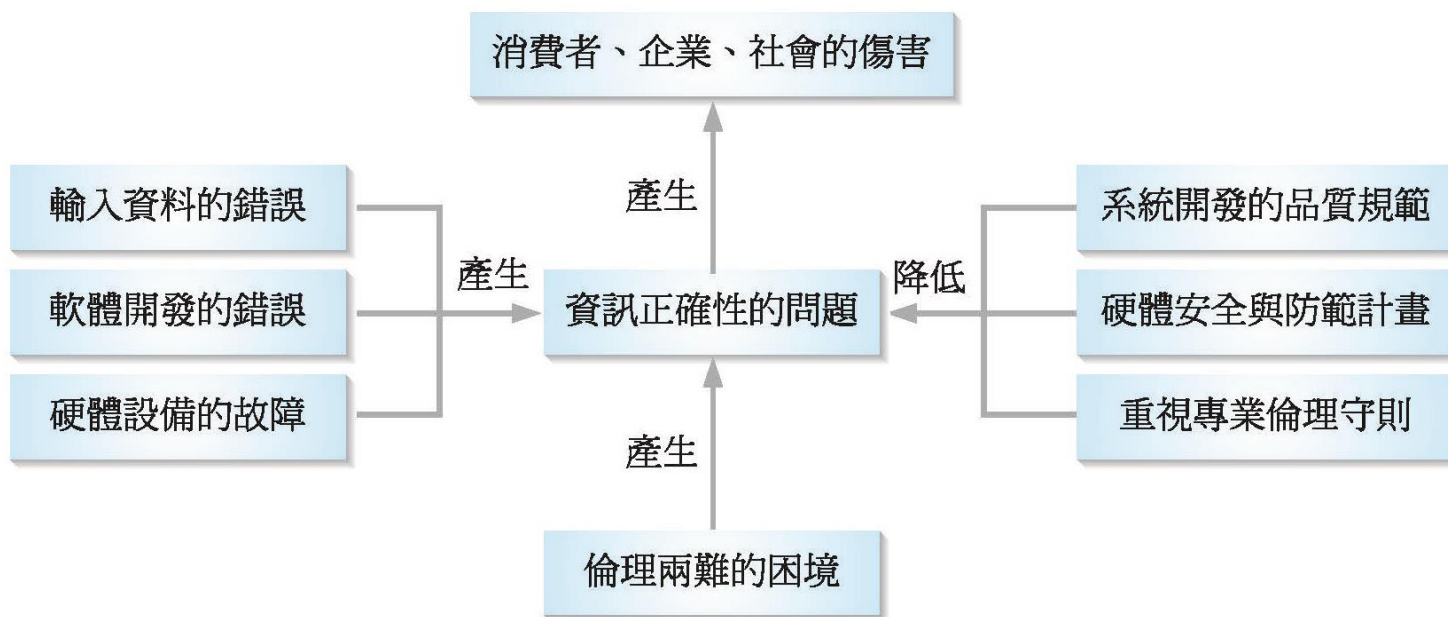 消費者、企業、社會的傷害
產生
輸入資料的錯誤
軟體開發的錯誤
硬體設備的故障
產生
資訊正確性的問題
降低
系統開發的品質規範
硬體安全與防範計畫
重視專業倫理守則
產生
倫理兩難的困境